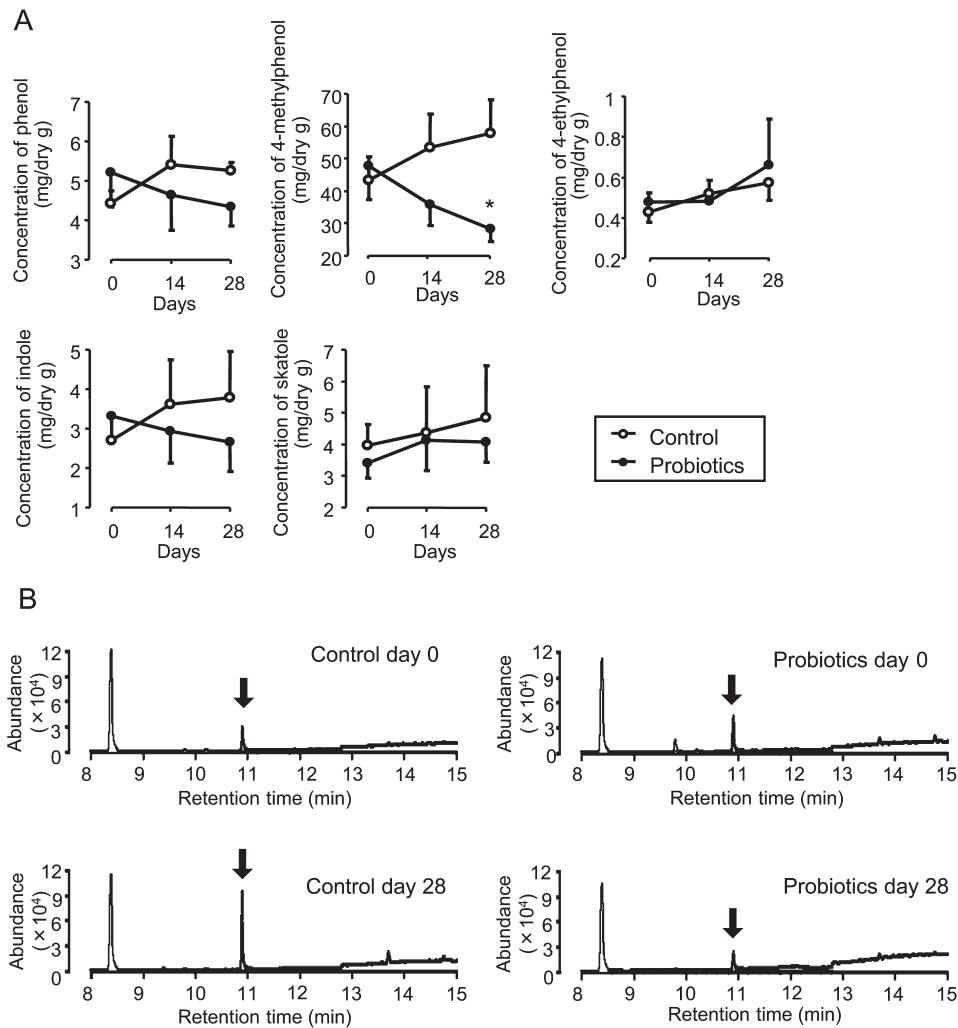 A
Concentration of phenol
(mg/dry g)
7
6
5
4
3
0 14 28
Days
Concentration of 4-methylphenol
(mg/dry g)
70
60
50
40
30
20
*
0 14 28
Days
Concentration of 4-ethylphenol
(mg/dry g)
1
0.8
0.6
0.4
0.2
0 14 28
Days
Concentration of indole
(mg/dry g)
5
4
3
2
1
0 14 28
Days
Concentration of skatole
(mg/dry g)
7
6
5
4
3
2
0 14 28
Days
Control
Probiotics
B
Control day 0
Abundance
(×10⁴)
12
9
6
3
0
8 9 10 11 12 13 14 15
Retention time (min)
Probiotics day 0
Abundance
(×10⁴)
12
9
6
3
0
8 9 10 11 12 13 14 15
Retention time (min)
Control day 28
Abundance
(×10⁴)
12
9
6
3
0
8 9 10 11 12 13 14 15
Retention time (min)
Probiotics day 28
Abundance
(×10⁴)
12
9
6
3
0
8 9 10 11 12 13 14 15
Retention time (min)